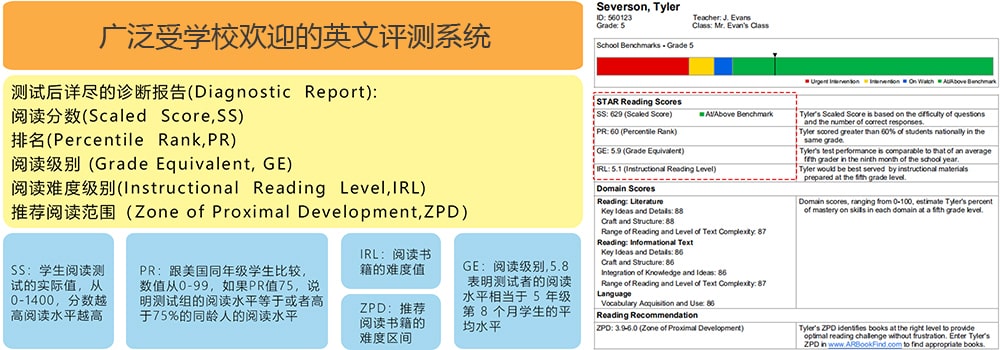 广泛受学校欢迎的英文评测系统
测试后详尽的诊断报告(Diagnostic Report):
阅读分数(Scaled Score,SS)
排名(Percentile Rank,PR)
阅读级别 (Grade Equivalent, GE)
阅读难度级别(Instructional Reading Level,IRL)
推荐阅读范围 (Zone of Proximal Development,ZPD)
SS: 学生阅读测
试的实际值, 从
0-1400, 分数越
高阅读水平越高
PR: 跟美国同年级学生比较,
数值从0-99, 如果PR值75, 说
明测试组的阅读水平等于或者高
于75%的同龄人的阅读水平
IRL: 阅读书
籍的难度值
ZPD: 推荐
阅读书籍的
难度区间
GE: 阅读级别,5.8
表明测试者的阅读
水平相当于 5 年级
第 8 个月学生的平
均水平
Severson, Tyler
ID: 560123 Teacher: J. Evans
Grade: 5 Class: Mr. Evan's Class
School Benchmarks - Grade 5
Urgent Intervention Intervention On Watch At/Above Benchmark
STAR Reading Scores
SS: 629 (Scaled Score) At/Above Benchmark Tyler's Scaled Score is based on the difficulty of questions
and the number of correct responses.
PR: 60 (Percentile Rank) Tyler scored greater than 60% of students nationally in the
same grade.
GE: 5.9 (Grade Equivalent) Tyler's test performance is comparable to that of an average
fifth grader in the ninth month of the school year.
IRL: 5.1 (Instructional Reading Level) Tyler would be best served by instructional materials
prepared at the fifth grade level.
Domain Scores
Reading: Literature Domain scores, ranging from 0-100, estimate Tyler's percent
Key Ideas and Details: 88 of mastery on skills in each domain at a fifth grade level.
Craft and Structure: 88
Range of Reading and Level of Text Complexity: 87
Reading: Informational Text
Key Ideas and Details: 86
Craft and Structure: 86
Integration of Knowledge and Ideas: 86
Range of Reading and Level of Text Complexity: 87
Language
Vocabulary Acquisition and Use: 86
Reading Recommendation
ZPD: 3.9-6.0 (Zone of Proximal Development) Tyler's ZPD identifies books at the right level to provide
optimal reading challenge without frustration. Enter Tyler's
ZPD in www.ARBookFind.com to find appropriate books.